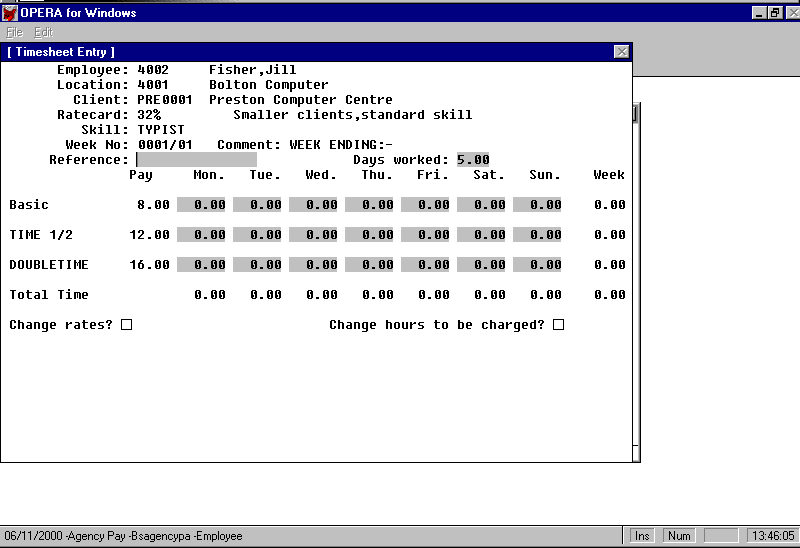 OPERA for Windows
File Edit
[ Timesheet Entry ]
Employee: 4002 Fisher,Jill
Location: 4001 Bolton Computer
Client: PRE0001 Preston Computer Centre
Ratecard: 32% Smaller clients,standard skill
Skill: TYPIST
Week No: 0001/01 Comment: WEEK ENDING:-
Reference: Days worked: 5.00
Pay Mon. Tue. Wed. Thu. Fri. Sat. Sun. Week
Basic 8.00 0.00 0.00 0.00 0.00 0.00 0.00 0.00 0.00
TIME 1/2 12.00 0.00 0.00 0.00 0.00 0.00 0.00 0.00 0.00
DOUBLETIME 16.00 0.00 0.00 0.00 0.00 0.00 0.00 0.00 0.00
Total Time 0.00 0.00 0.00 0.00 0.00 0.00 0.00 0.00
Change rates? Change hours to be charged?
06/11/2000 -Agency Pay -Bsagencypa -Employee Ins Num 13:46:05